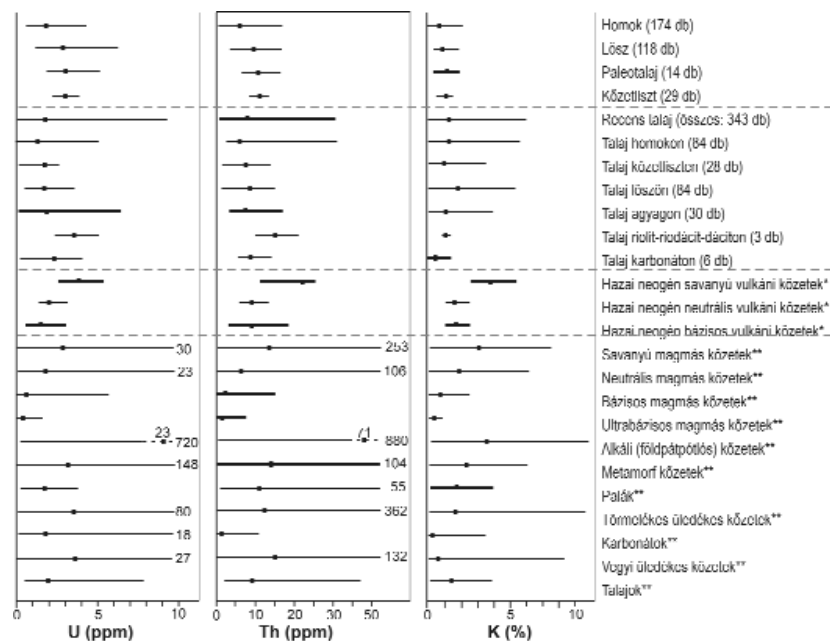 Homok (174 db)
Lösz (118 db)
Paleotalaj (14 db)
Kőzetliszt (29 db)
Recens talaj (összes: 343 db)
Talaj homokon (84 db)
Talaj kőzetliszten (28 db)
Talaj löszön (84 db)
Talaj agyagon (30 db)
Talaj riolit-riodácit-dáciton (3 db)
Talaj karbonáton (6 db)
Hazai neogén savanyú vulkáni kőzetek*
Hazai neogén neutrális vulkáni kőzetek*
Hazai neogén bázisos vulkáni kőzetek*
30 253 Savanyú magmás kőzetek**
23 106 Neutrális magmás kőzetek**
Bázisos magmás kőzetek**
Ultrabázisos magmás kőzetek**
23 720 71 880 Alkáli (földpátpótlós) kőzetek**
148 104 Metamorf kőzetek**
55 Palák**
80 362 Törmelékes üledékes kőzetek**
18 Karbonátok**
27 132 Vegyi üledékes kőzetek**
Talajok**
0 5 10 0 10 20 30 50 0 5 10
U (ppm) Th (ppm) K (%)